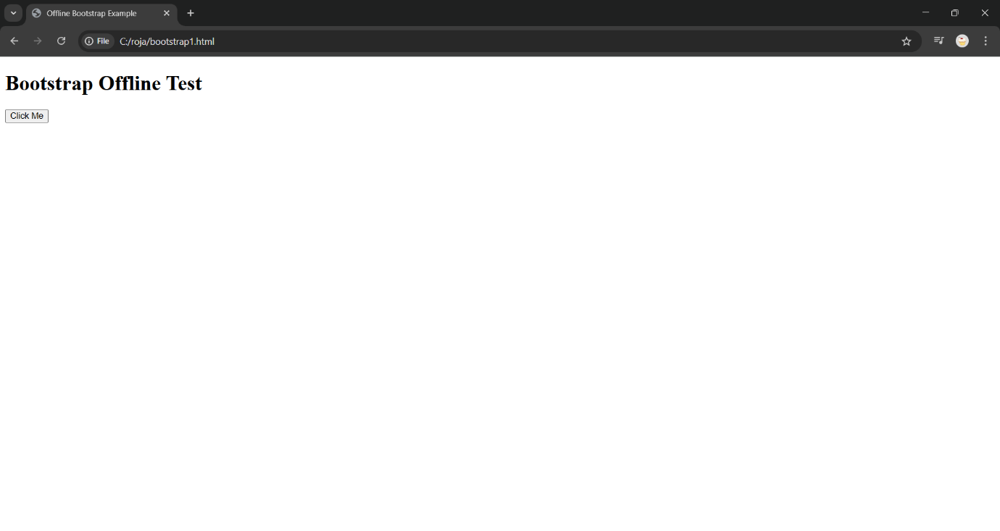 Offline Bootstrap Example
File C:/roja/bootstrap1.html
Bootstrap Offline Test
Click Me